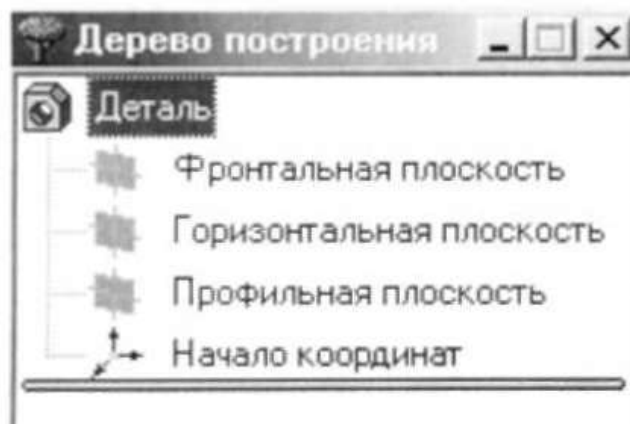 Дерево построения
Деталь
Фронтальная плоскость
Горизонтальная плоскость
Профильная плоскость
Начало координат